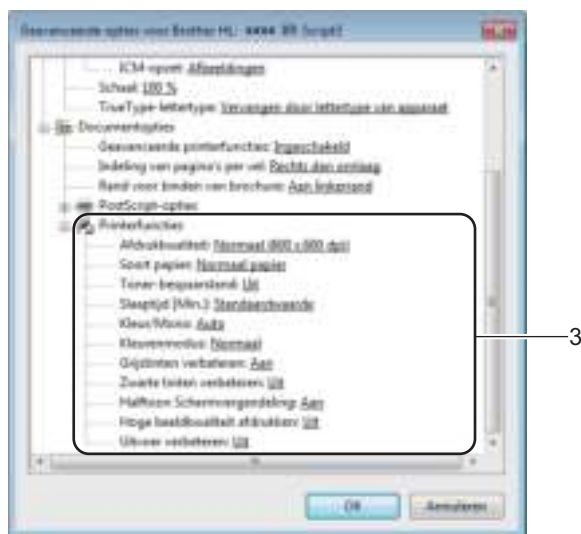 Geavanceerde opties voor Brother HL- #### BR-Script3
ICM-opzet: Afbeeldingen
Schaal: 100 %
TrueType-lettertype: Vervangen door lettertype van apparaat
Documentopties
Geavanceerde printerfuncties: Ingeschakeld
Indeling van pagina's per vel: Rechts dan omlaag
Rand voor binden van brochure: Aan linkerrand
PostScript-opties
Printerfuncties
Afdrukkwaliteit: Normaal (600 x 600 dpi)
Soort papier: Normaal papier
Toner-bespaarstand: Uit
Slaaptijd [Min.]: Standaardwaarde
Kleur/Mono: Auto
Kleurenmodus: Normaal
Grijstinten verbeteren: Aan
Zwarte tinten verbeteren: Uit
Halftoon Schermvergrendeling: Aan
Hoge beeldkwaliteit afdrukken: Uit
Uitvoer verbeteren: Uit
3
OK
Annuleren